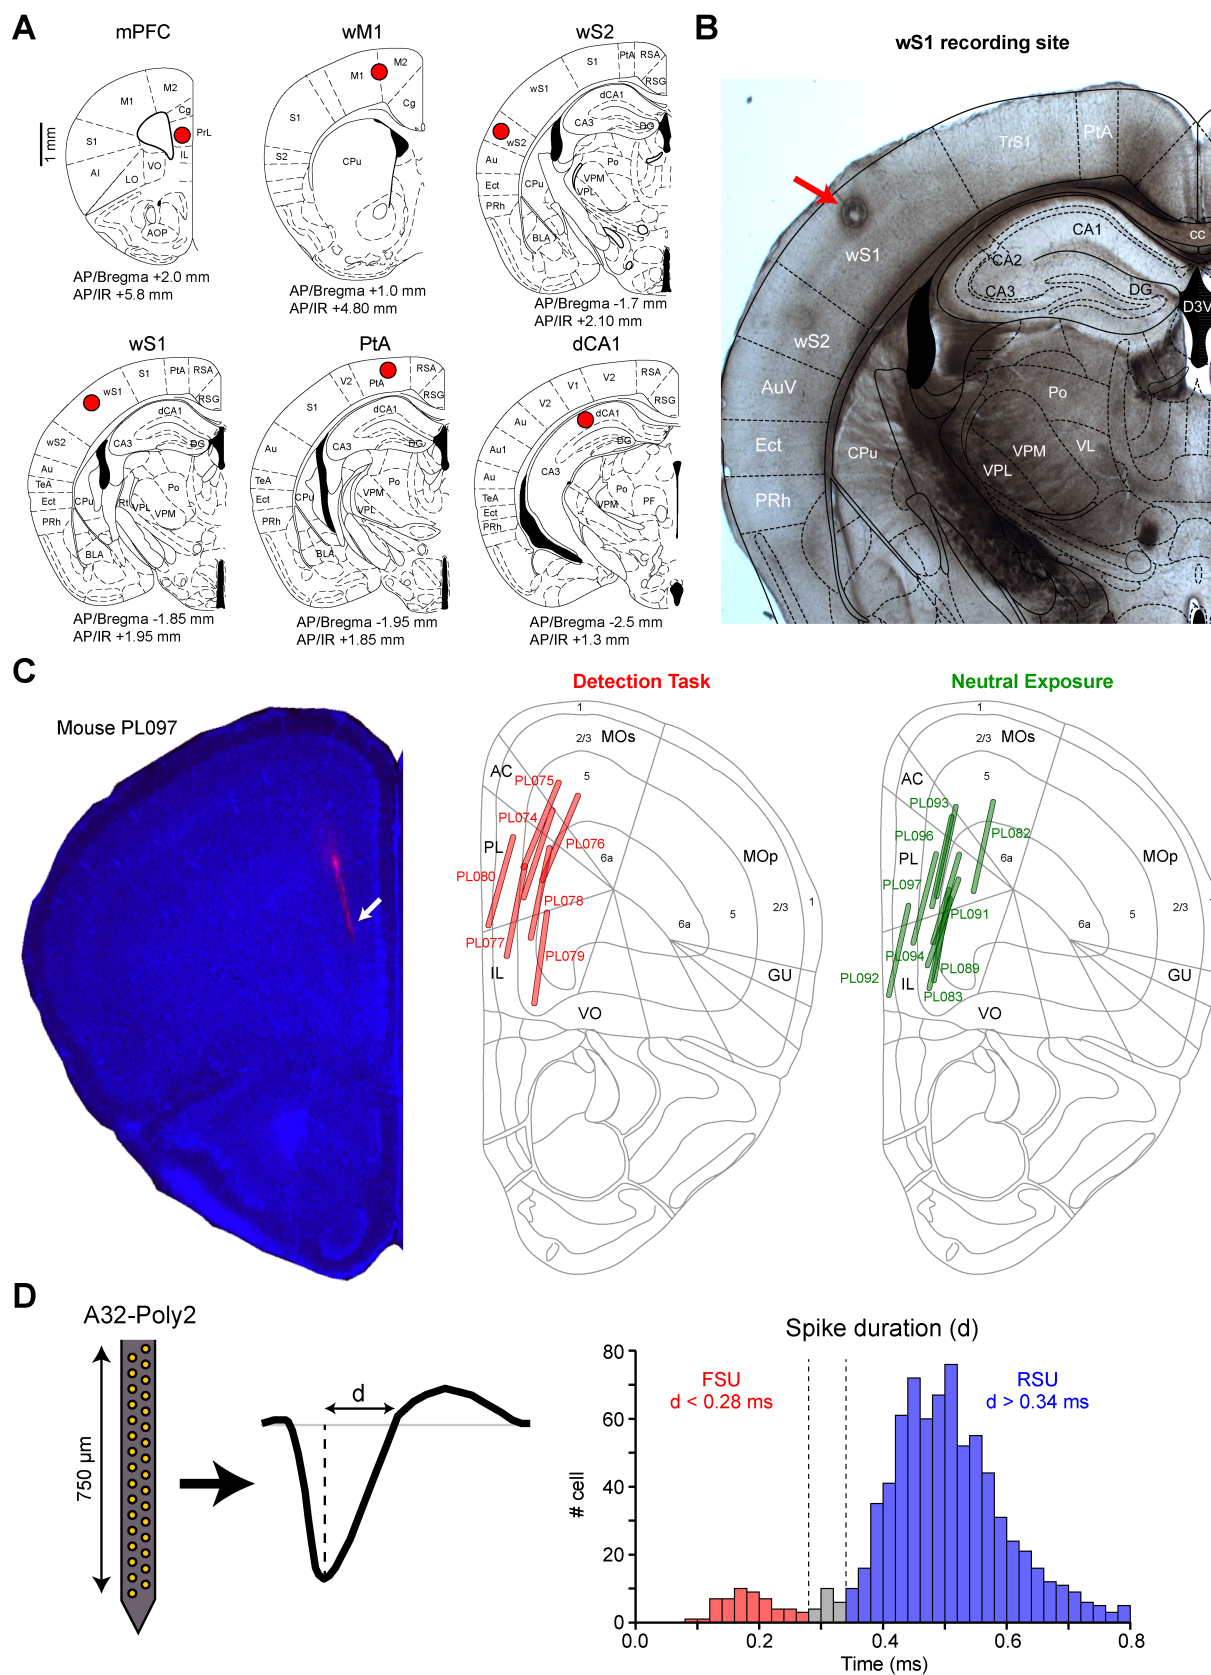 A
mPFC
M2
M1
Cg
PrL
S1
IL
VO
AI
LO
AOP
1 mm
AP/Bregma +2.0 mm
AP/IR +5.8 mm
wM1
M2
M1
Cg
S1
S2
CPu
AP/Bregma +1.0 mm
AP/IR +4.80 mm
wS2
PtA
RSA
S1
RSG
wS1
dCA1
CA3
DG
wS2
Au
Po
Ect
CPu
VPM
VPL
PRh
BLA
AP/Bregma -1.7 mm
AP/IR +2.10 mm
wS1
S1
PtA
RSA
wS1
RSG
dCA1
wS2
CA3
DG
Au
TeA
CPu
Rt
Po
Ect
VPL
VPM
PRh
BLA
AP/Bregma -1.85 mm
AP/IR +1.95 mm
PtA
V2
PtA
RSA
RSG
S1
dCA1
Au
CA3
DG
TeA
Po
Ect
CPu
VPM
VPL
PRh
BLA
AP/Bregma -1.95 mm
AP/IR +1.85 mm
dCA1
V1
V2
RSA
V2
RSG
Au
dCA1
DG
Au1
CA3
Au
Po
TeA
VPM
PF
Ect
PRh
AP/Bregma -2.5 mm
AP/IR +1.3 mm
B
wS1 recording site
PtA
TrS1
wS1
CA1
cc
CA2
CA3
DG
D3V
wS2
AuV
Po
Ect
CPu
VPM
VL
VPL
PRh
C
Mouse PL097
Detection Task
1
2/3
MOs
AC
PL075
5
PL074
PL
PL076
6a
MOp
PL080
PL078
2/3
1
5
6a
PL077
PL079
IL
GU
VO
Neutral Exposure
1
2/3
MOs
AC
5
PL093
PL096
PL082
PL
6a
MOp
PL097
PL091
2/3
1
5
6a
PL094
PL089
PL092
IL
PL083
GU
VO
D
A32-Poly2
750 µm
d
Spike duration (d)
FSU
d < 0.28 ms
RSU
d > 0.34 ms
# cell
80
60
40
20
0
0.0
0.2
0.4
0.6
0.8
Time (ms)